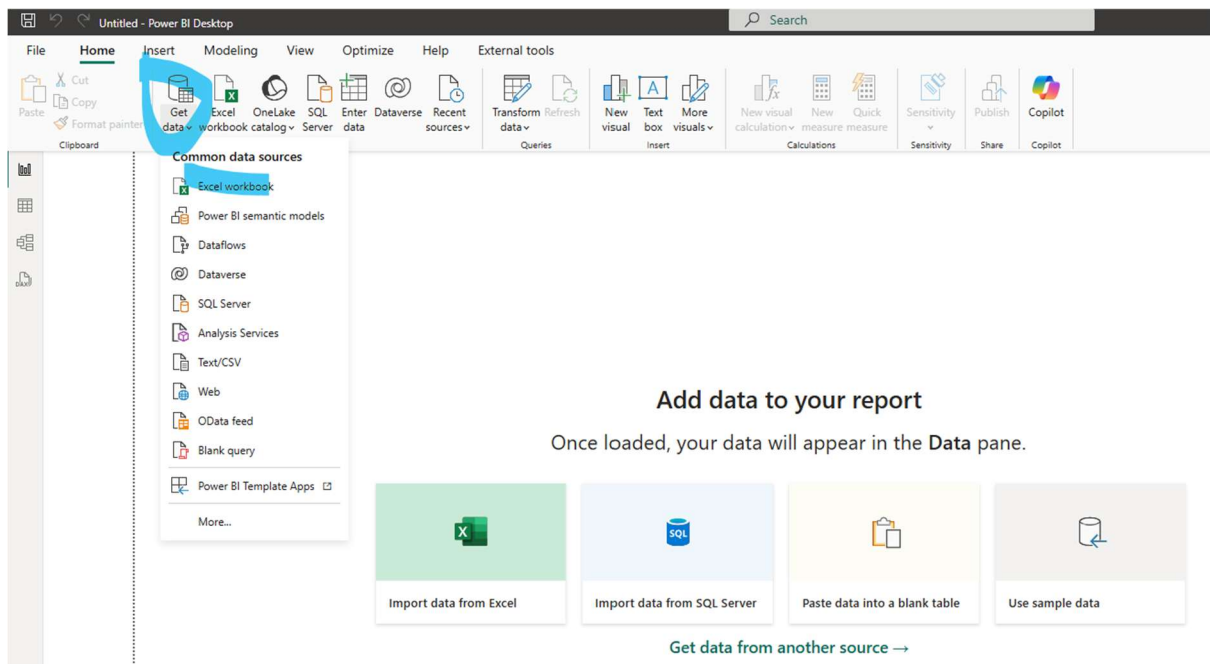 Untitled - Power BI Desktop
Search
File Home Insert Modeling View Optimize Help External tools
Paste
Cut
Copy
Format painter
Get data
Excel workbook
OneLake catalog
SQL Server
Enter data
Dataverse
Recent sources
Transform data
Refresh
New visual
Text box
More visuals
New visual calculation
New measure
Quick measure
Sensitivity
Publish
Copilot
Clipboard
Queries
Insert
Calculations
Sensitivity
Share
Copilot
Common data sources
Excel workbook
Power BI semantic models
Dataflows
Dataverse
SQL Server
Analysis Services
Text/CSV
Web
OData feed
Blank query
Power BI Template Apps
More...
DAX
Add data to your report
Once loaded, your data will appear in the Data pane.
X
SQL
A
Import data from Excel
Import data from SQL Server
Paste data into a blank table
Use sample data
Get data from another source →